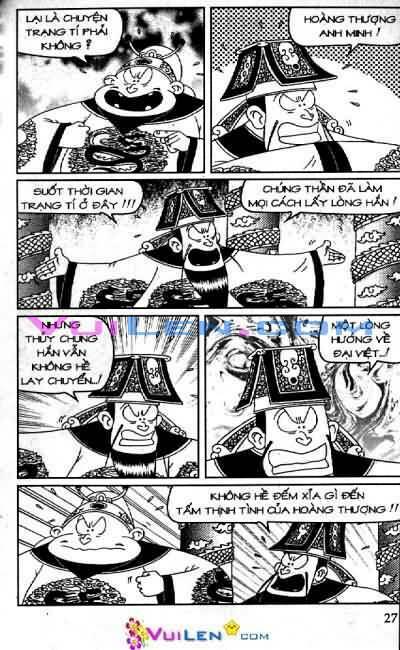 LẠI LÀ CHUYỆN
TRẠNG TÍ PHẢI
KHÔNG ?
HOÀNG THƯỢNG
ANH MINH !
SUỐT THỜI GIAN
TRẠNG TÍ Ở ĐÂY !!!
CHÚNG THẦN ĐÃ LÀM
MỌI CÁCH LẤY LÒNG HẮN !
NHƯNG
THỦY CHUNG
HẮN VẪN
KHÔNG HỀ
LAY CHUYỂN..!
MỘT LÒNG
HƯỚNG VỀ
ĐẠI VIỆT..!
VUILEN.COM
KHÔNG HỀ ĐẾM XỈA GÌ ĐẾN
TẤM THỊNH TÌNH CỦA HOÀNG THƯỢNG !!
27
VUILEN COM